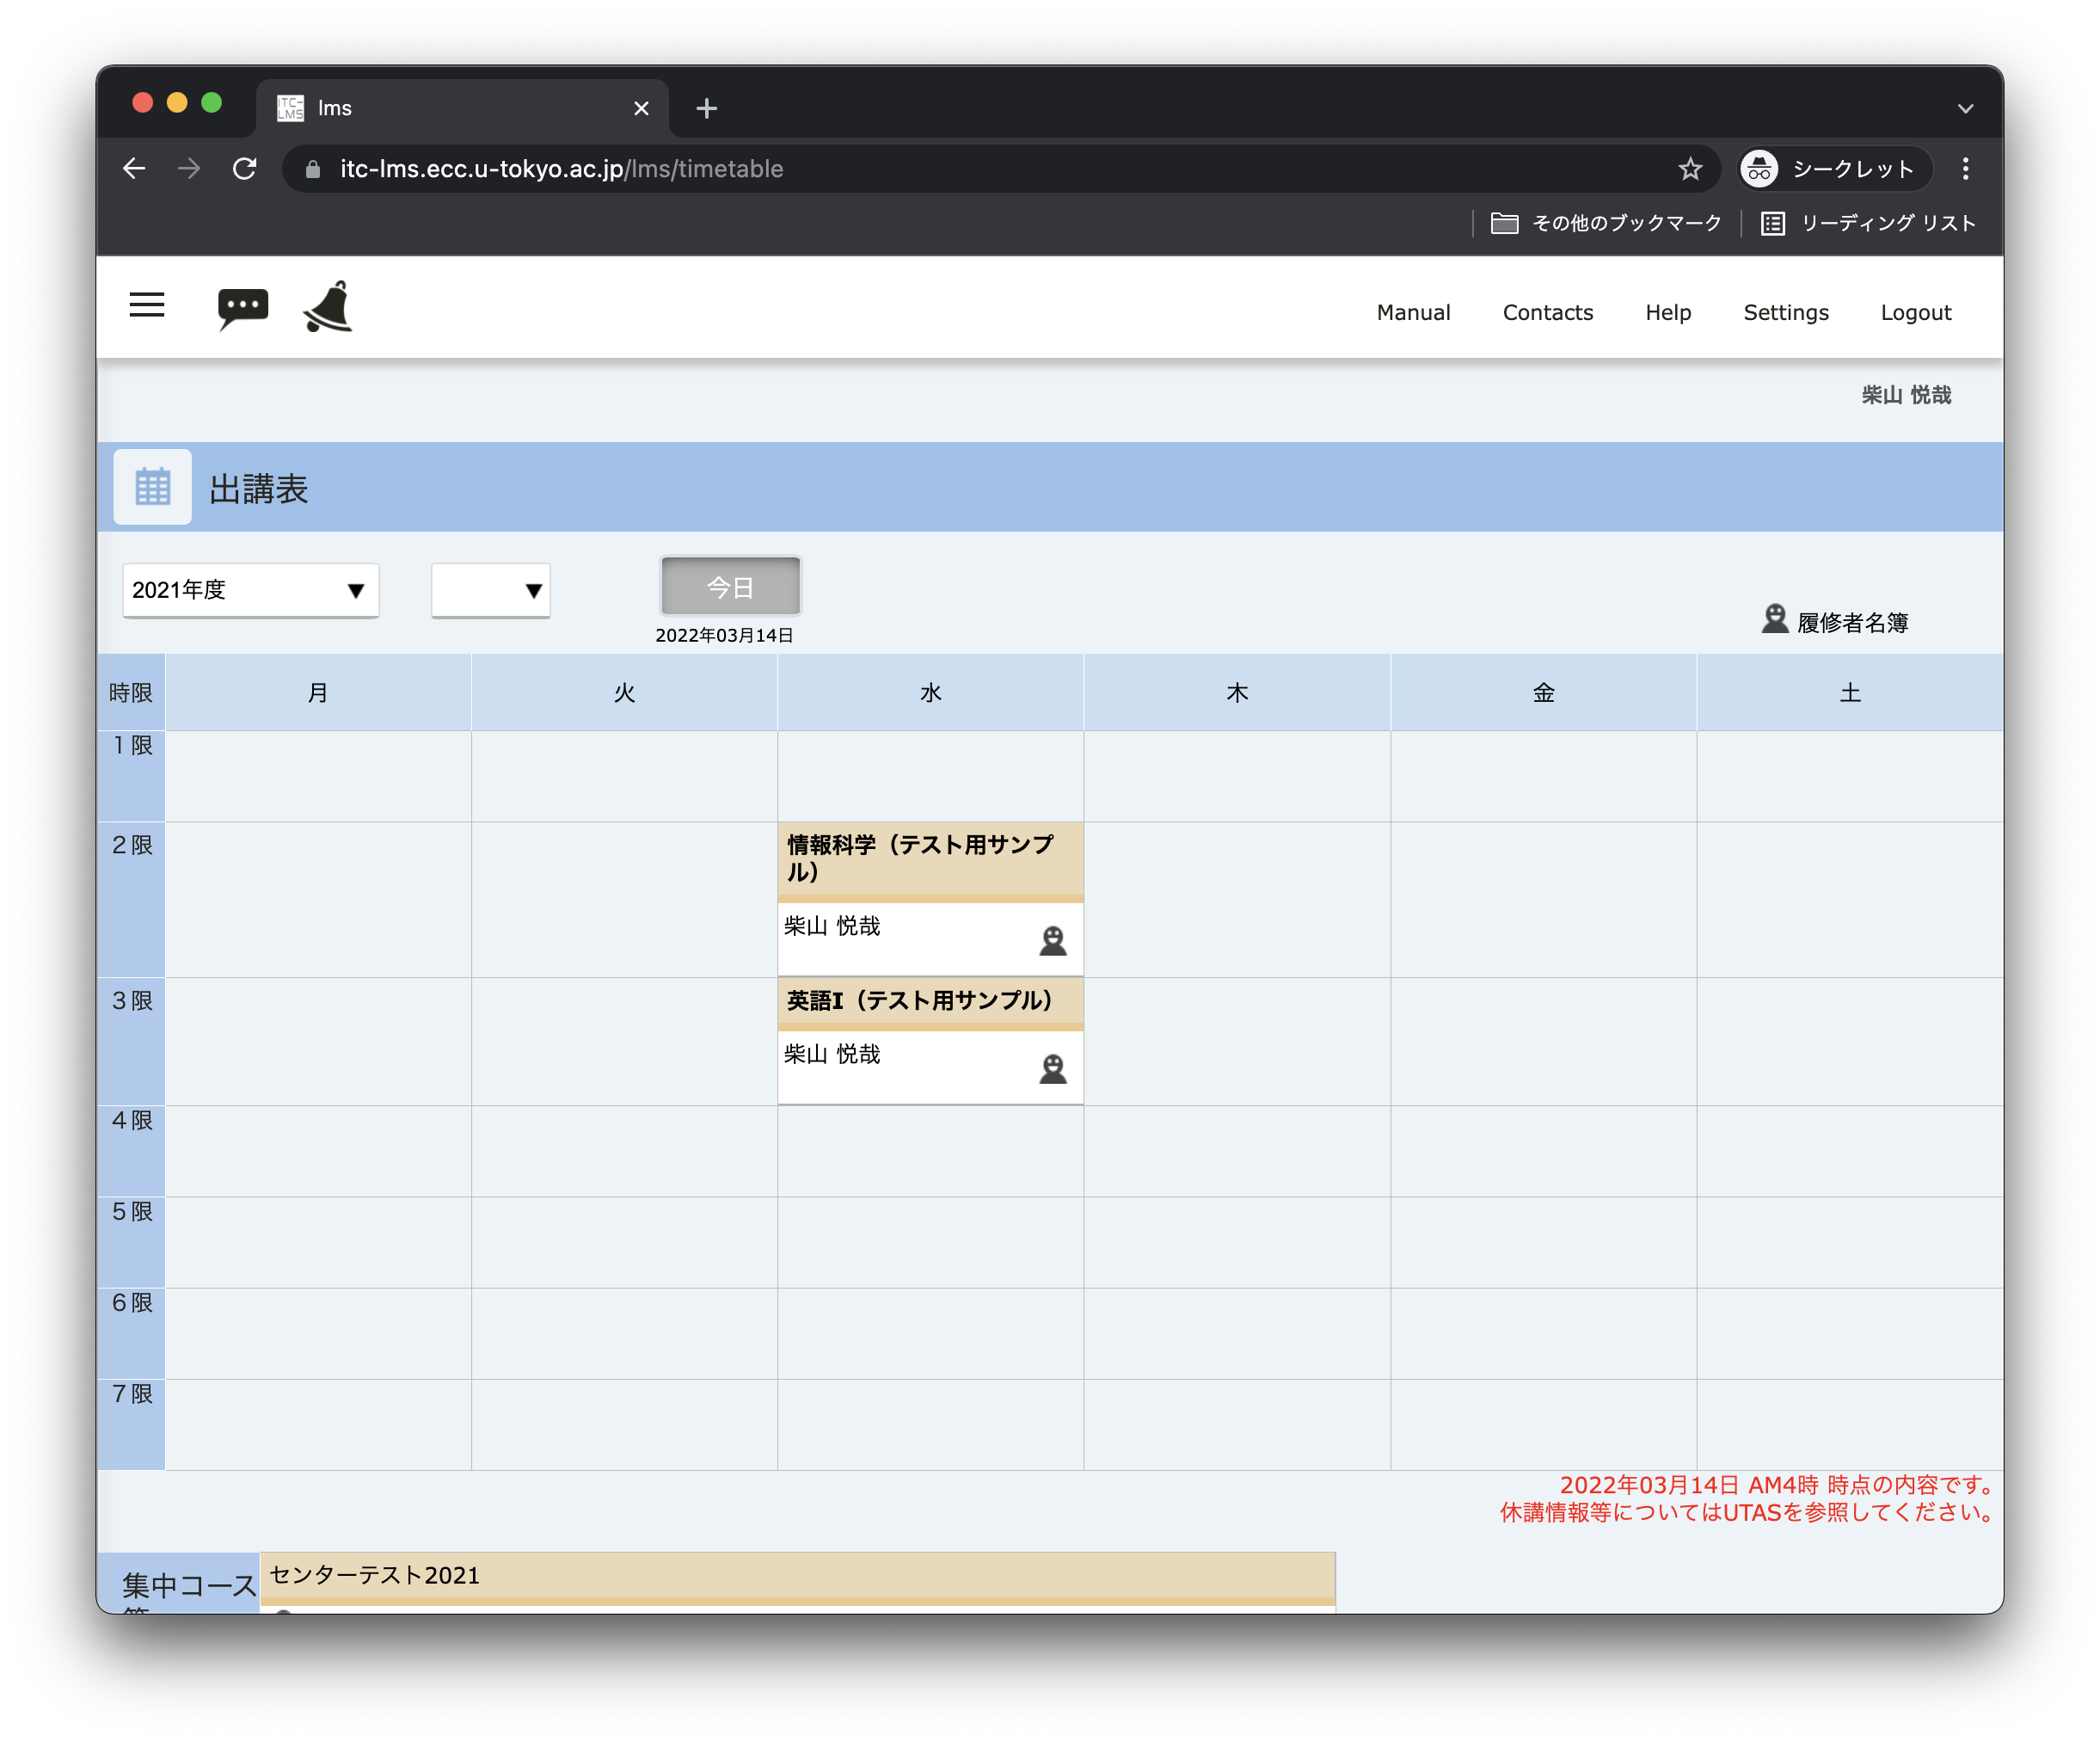 lms
itc-lms.ecc.u-tokyo.ac.jp/lms/timetable
シークレット
その他のブックマーク
リーディング リスト
Manual
Contacts
Help
Settings
Logout
柴山 悦哉
出講表
2021年度
今日
2022年03月14日
履修者名簿
時限 月 火 水 木 金 土
1限
2限
情報科学（テスト用サンプ
ル）
柴山 悦哉
3限
英語I（テスト用サンプル）
柴山 悦哉
4限
5限
6限
7限
2022年03月14日 AM4時 時点の内容です。
休講情報等についてはUTASを参照してください。
集中コース
センターテスト2021